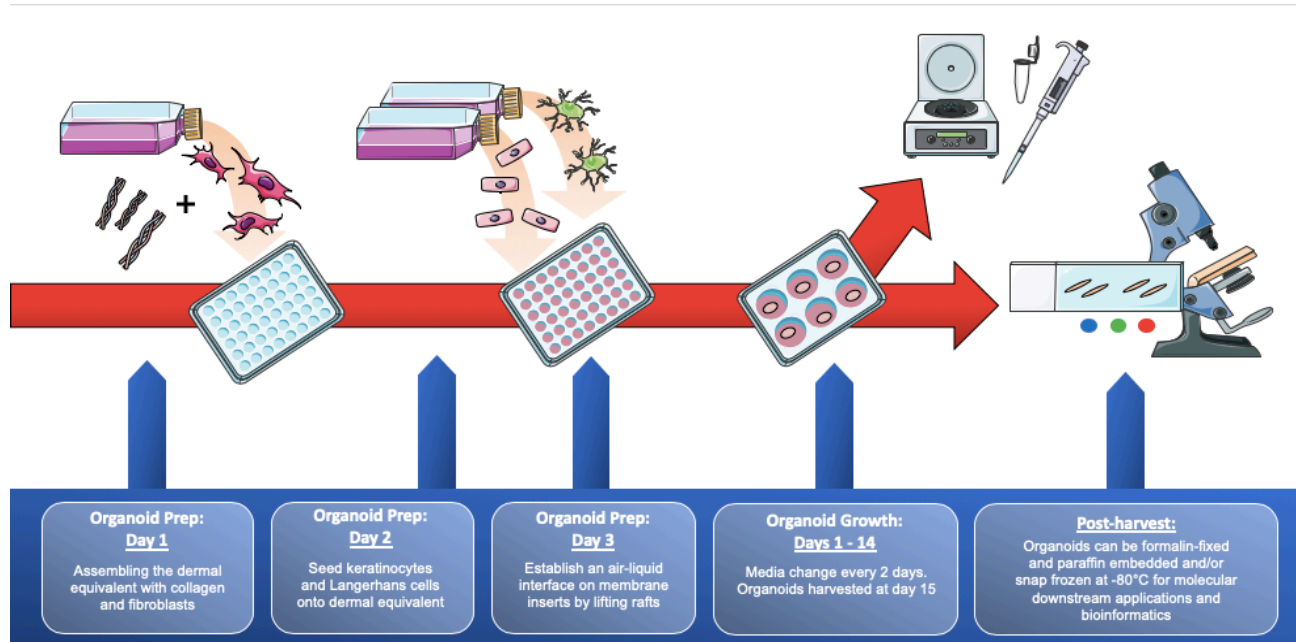 +
Organoid Prep:
Day 1
Assembling the dermal
equivalent with collagen
and fibroblasts
Organoid Prep:
Day 2
Seed keratinocytes
and Langerhans cells
onto dermal equivalent
Organoid Prep:
Day 3
Establish an air-liquid
interface on membrane
inserts by lifting rafts
Organoid Growth:
Days 1 - 14
Media change every 2 days.
Organoids harvested at day 15
Post-harvest:
Organoids can be formalin-fixed
and paraffin embedded and/or
snap frozen at -80°C for molecular
downstream applications and
bioinformatics